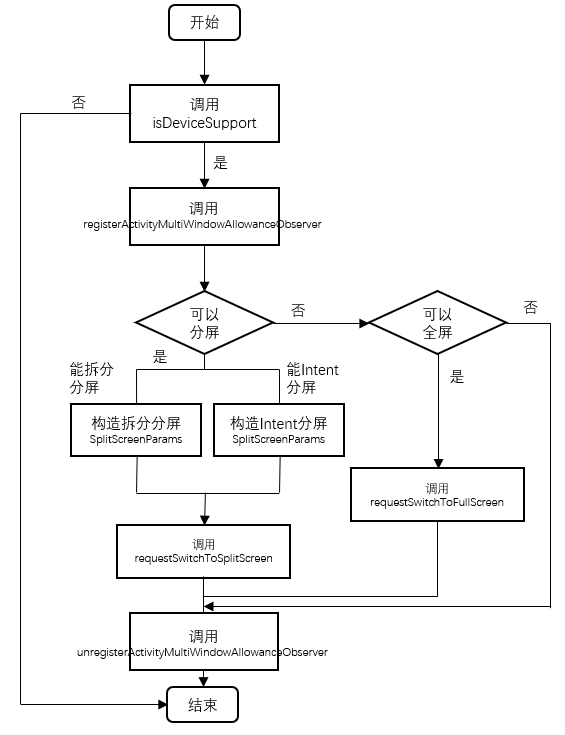 开始
否
调用
isDeviceSupport
是
调用
registerActivityMultiWindowAllowanceObserver
可以
分屏
否
可以
全屏
否
是
能拆分
分屏
能Intent
分屏
是
构造拆分分屏
SplitScreenParams
构造Intent分屏
SplitScreenParams
调用
requestSwitchToFullScreen
调用
requestSwitchToSplitScreen
调用
unregisterActivityMultiWindowAllowanceObserver
结束